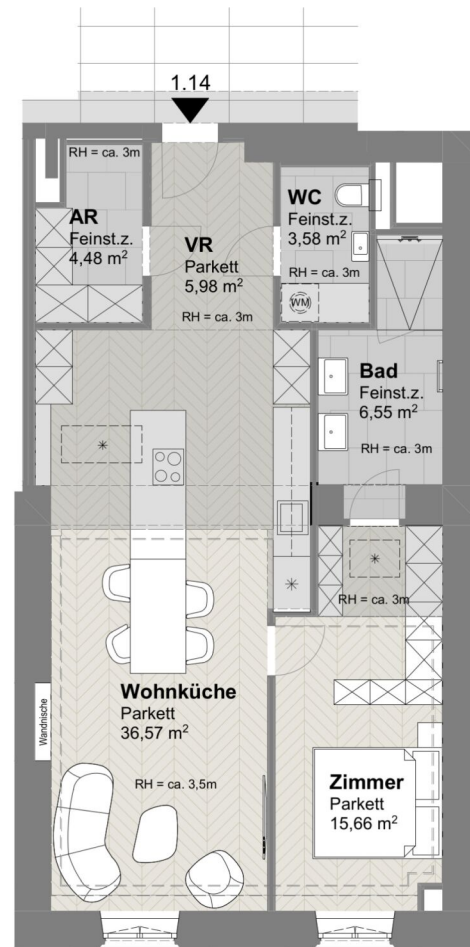 1.14
RH = ca. 3m
AR
Feinst.z.
4,48 m²
VR
Parkett
5,98 m²
RH = ca. 3m
WC
Feinst.z.
3,58 m²
RH = ca. 3m
WM
Bad
Feinst.z.
6,55 m²
RH = ca. 3m
RH = ca. 3m
Wohnküche
Parkett
36,57 m²
RH = ca. 3,5m
Wandnische
Zimmer
Parkett
15,66 m²